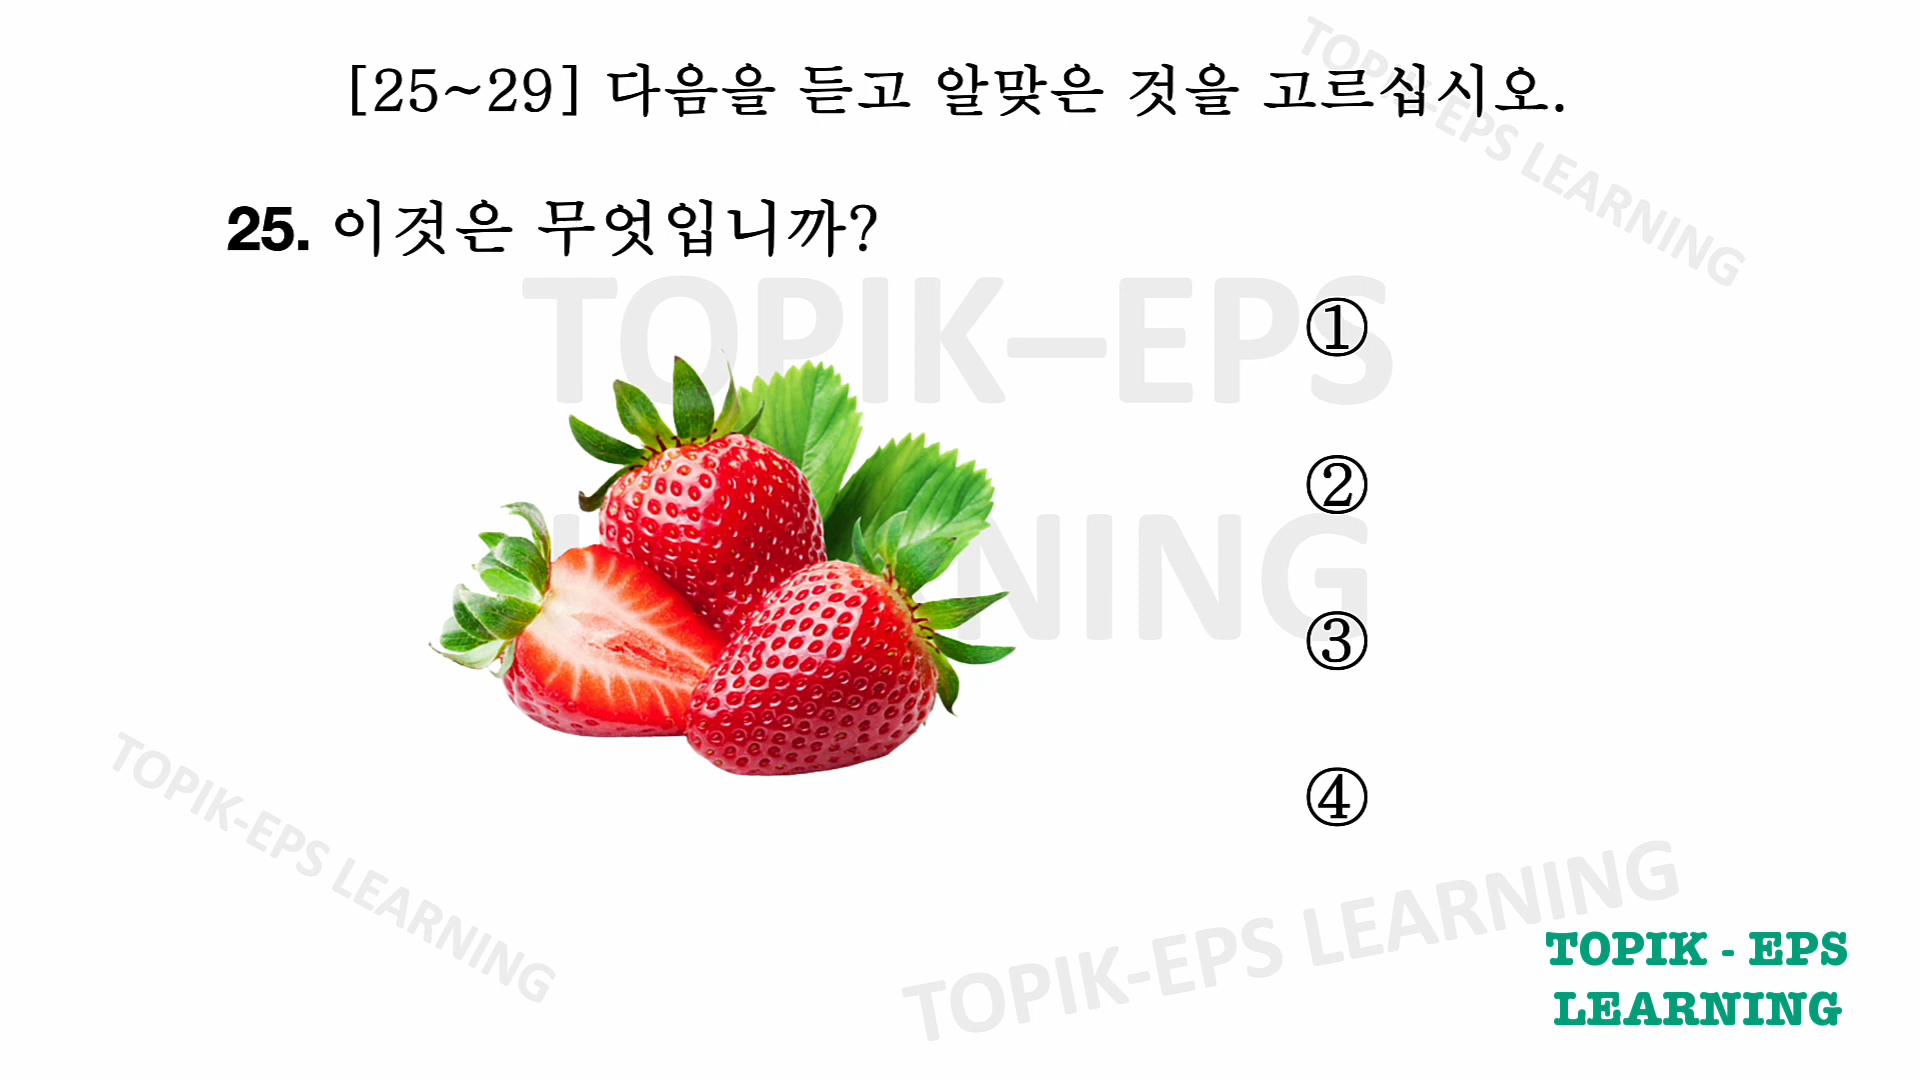 [25~29] 다음을 듣고 알맞은 것을 고르십시오.
TOPIK-EPS LEARNING
25. 이것은 무엇입니까?
TOPIK-EPS
NING
①
②
③
④
TOPIK-EPS LEARNING
TOPIK-EPS LEARNING
TOPIK - EPS
LEARNING